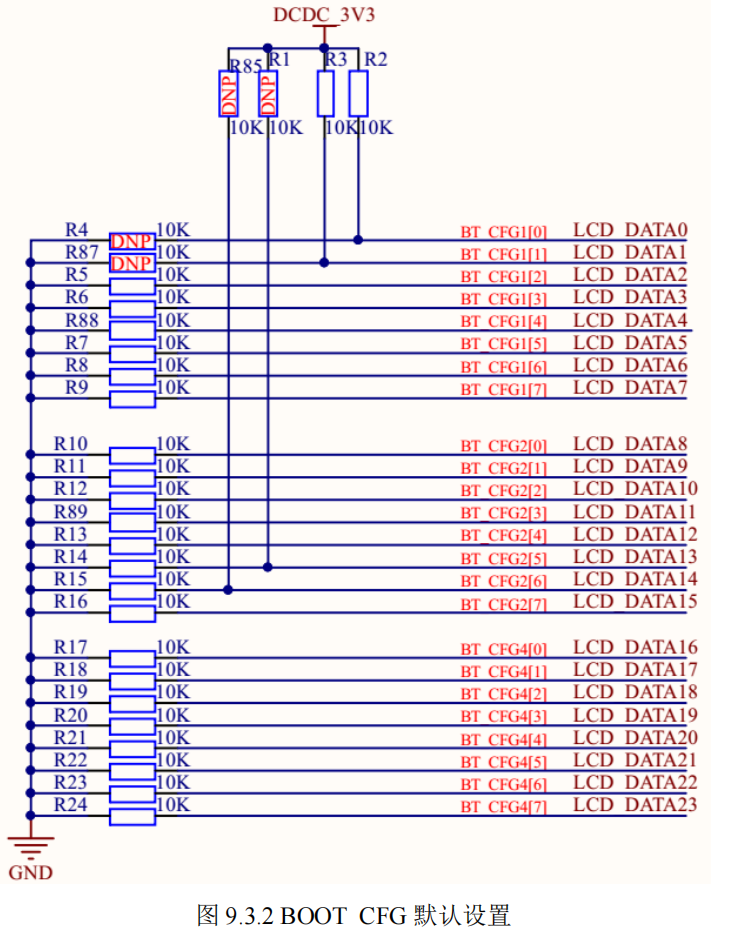 DCDC_3V3
R85 R1 R3 R2
DNP DNP
10K 10K 10K 10K
R4 DNP 10K BT_CFG1[0] LCD_DATA0
R87 DNP 10K BT_CFG1[1] LCD_DATA1
R5 10K BT_CFG1[2] LCD_DATA2
R6 10K BT_CFG1[3] LCD_DATA3
R88 10K BT_CFG1[4] LCD_DATA4
R7 10K BT_CFG1[5] LCD_DATA5
R8 10K BT_CFG1[6] LCD_DATA6
R9 10K BT_CFG1[7] LCD_DATA7
R10 10K BT_CFG2[0] LCD_DATA8
R11 10K BT_CFG2[1] LCD_DATA9
R12 10K BT_CFG2[2] LCD_DATA10
R89 10K BT_CFG2[3] LCD_DATA11
R13 10K BT_CFG2[4] LCD_DATA12
R14 10K BT_CFG2[5] LCD_DATA13
R15 10K BT_CFG2[6] LCD_DATA14
R16 10K BT_CFG2[7] LCD_DATA15
R17 10K BT_CFG4[0] LCD_DATA16
R18 10K BT_CFG4[1] LCD_DATA17
R19 10K BT_CFG4[2] LCD_DATA18
R20 10K BT_CFG4[3] LCD_DATA19
R21 10K BT_CFG4[4] LCD_DATA20
R22 10K BT_CFG4[5] LCD_DATA21
R23 10K BT_CFG4[6] LCD_DATA22
R24 10K BT_CFG4[7] LCD_DATA23
GND
图 9.3.2 BOOT_CFG 默认设置